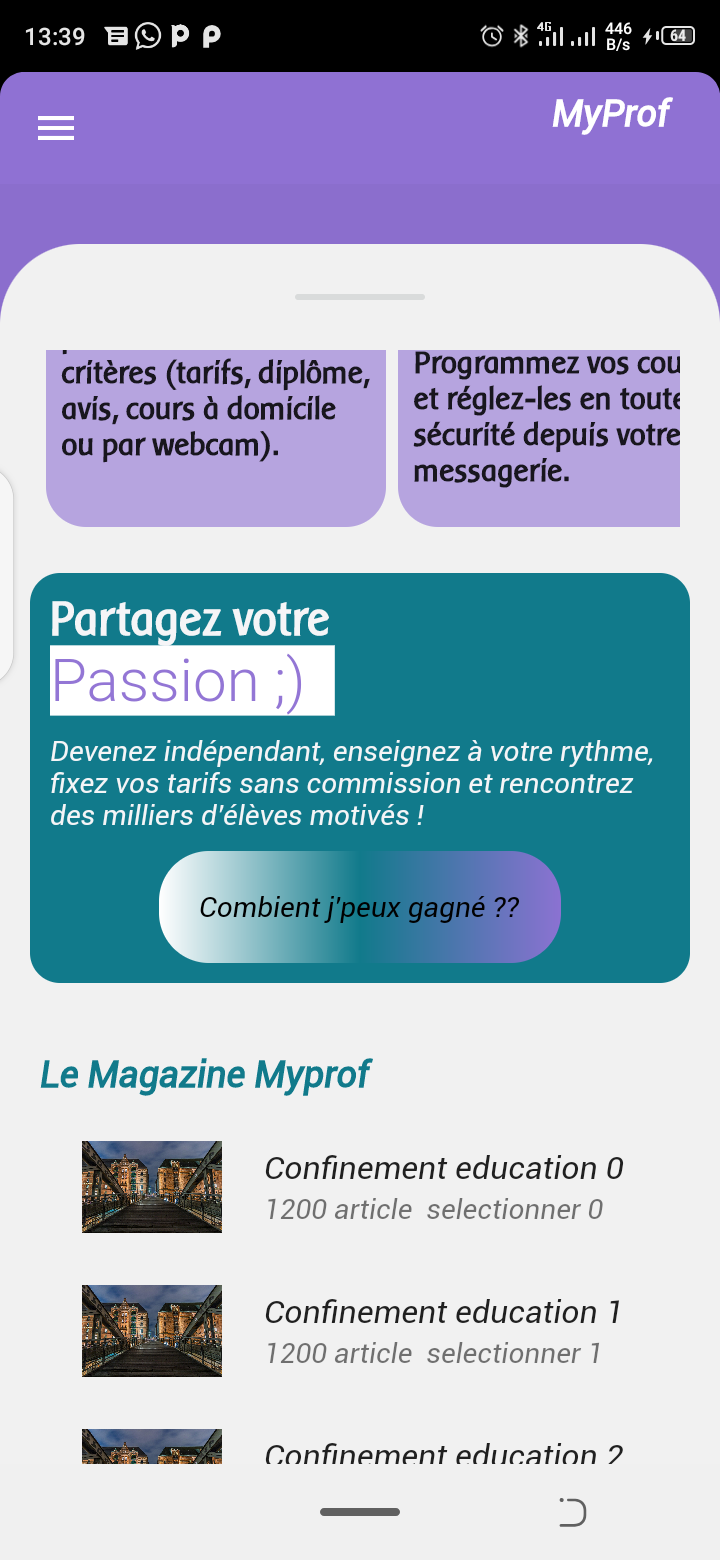 13:39
4G
446
B/s
64
MyProf
critères (tarifs, diplôme,
avis, cours à domicile
ou par webcam).
Programmez vos cou
et réglez-les en toute
sécurité depuis votre
messagerie.
Partagez votre
Passion ;)
Devenez indépendant, enseignez à votre rythme,
fixez vos tarifs sans commission et rencontrez
des milliers d'élèves motivés !
Combient j'peux gagné ??
Le Magazine Myprof
Confinement education 0
1200 article  selectionner 0
Confinement education 1
1200 article  selectionner 1
Confinement education 2